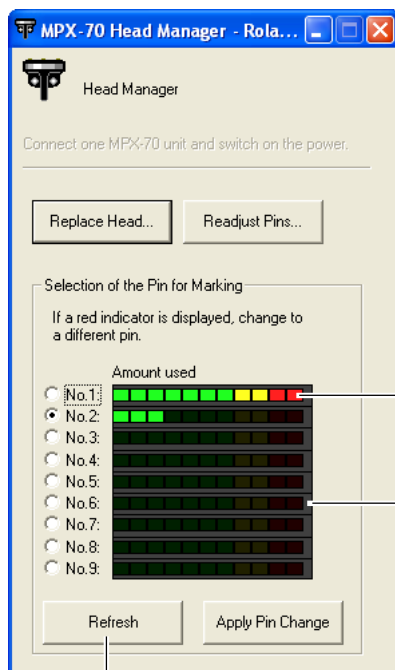 MPX-70 Head Manager - Rola...
Head Manager
Connect one MPX-70 unit and switch on the power.
Replace Head...
Readjust Pins...
Selection of the Pin for Marking
If a red indicator is displayed, change to
a different pin.
Amount used
No.1:
No.2:
No.3:
No.4:
No.5:
No.6:
No.7:
No.8:
No.9:
Refresh
Apply Pin Change